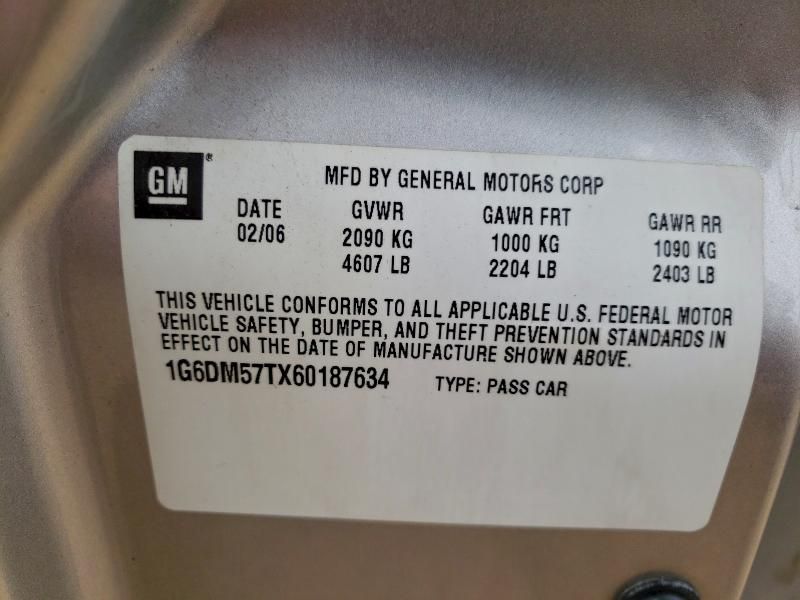 GM®
MFD BY GENERAL MOTORS CORP
DATE GVWR GAWR FRT GAWR RR
02/06 2090 KG 1000 KG 1090 KG
4607 LB 2204 LB 2403 LB
THIS VEHICLE CONFORMS TO ALL APPLICABLE U.S. FEDERAL MOTOR
VEHICLE SAFETY, BUMPER, AND THEFT PREVENTION STANDARDS IN
EFFECT ON THE DATE OF MANUFACTURE SHOWN ABOVE.
1G6DM57TX60187634 TYPE: PASS CAR